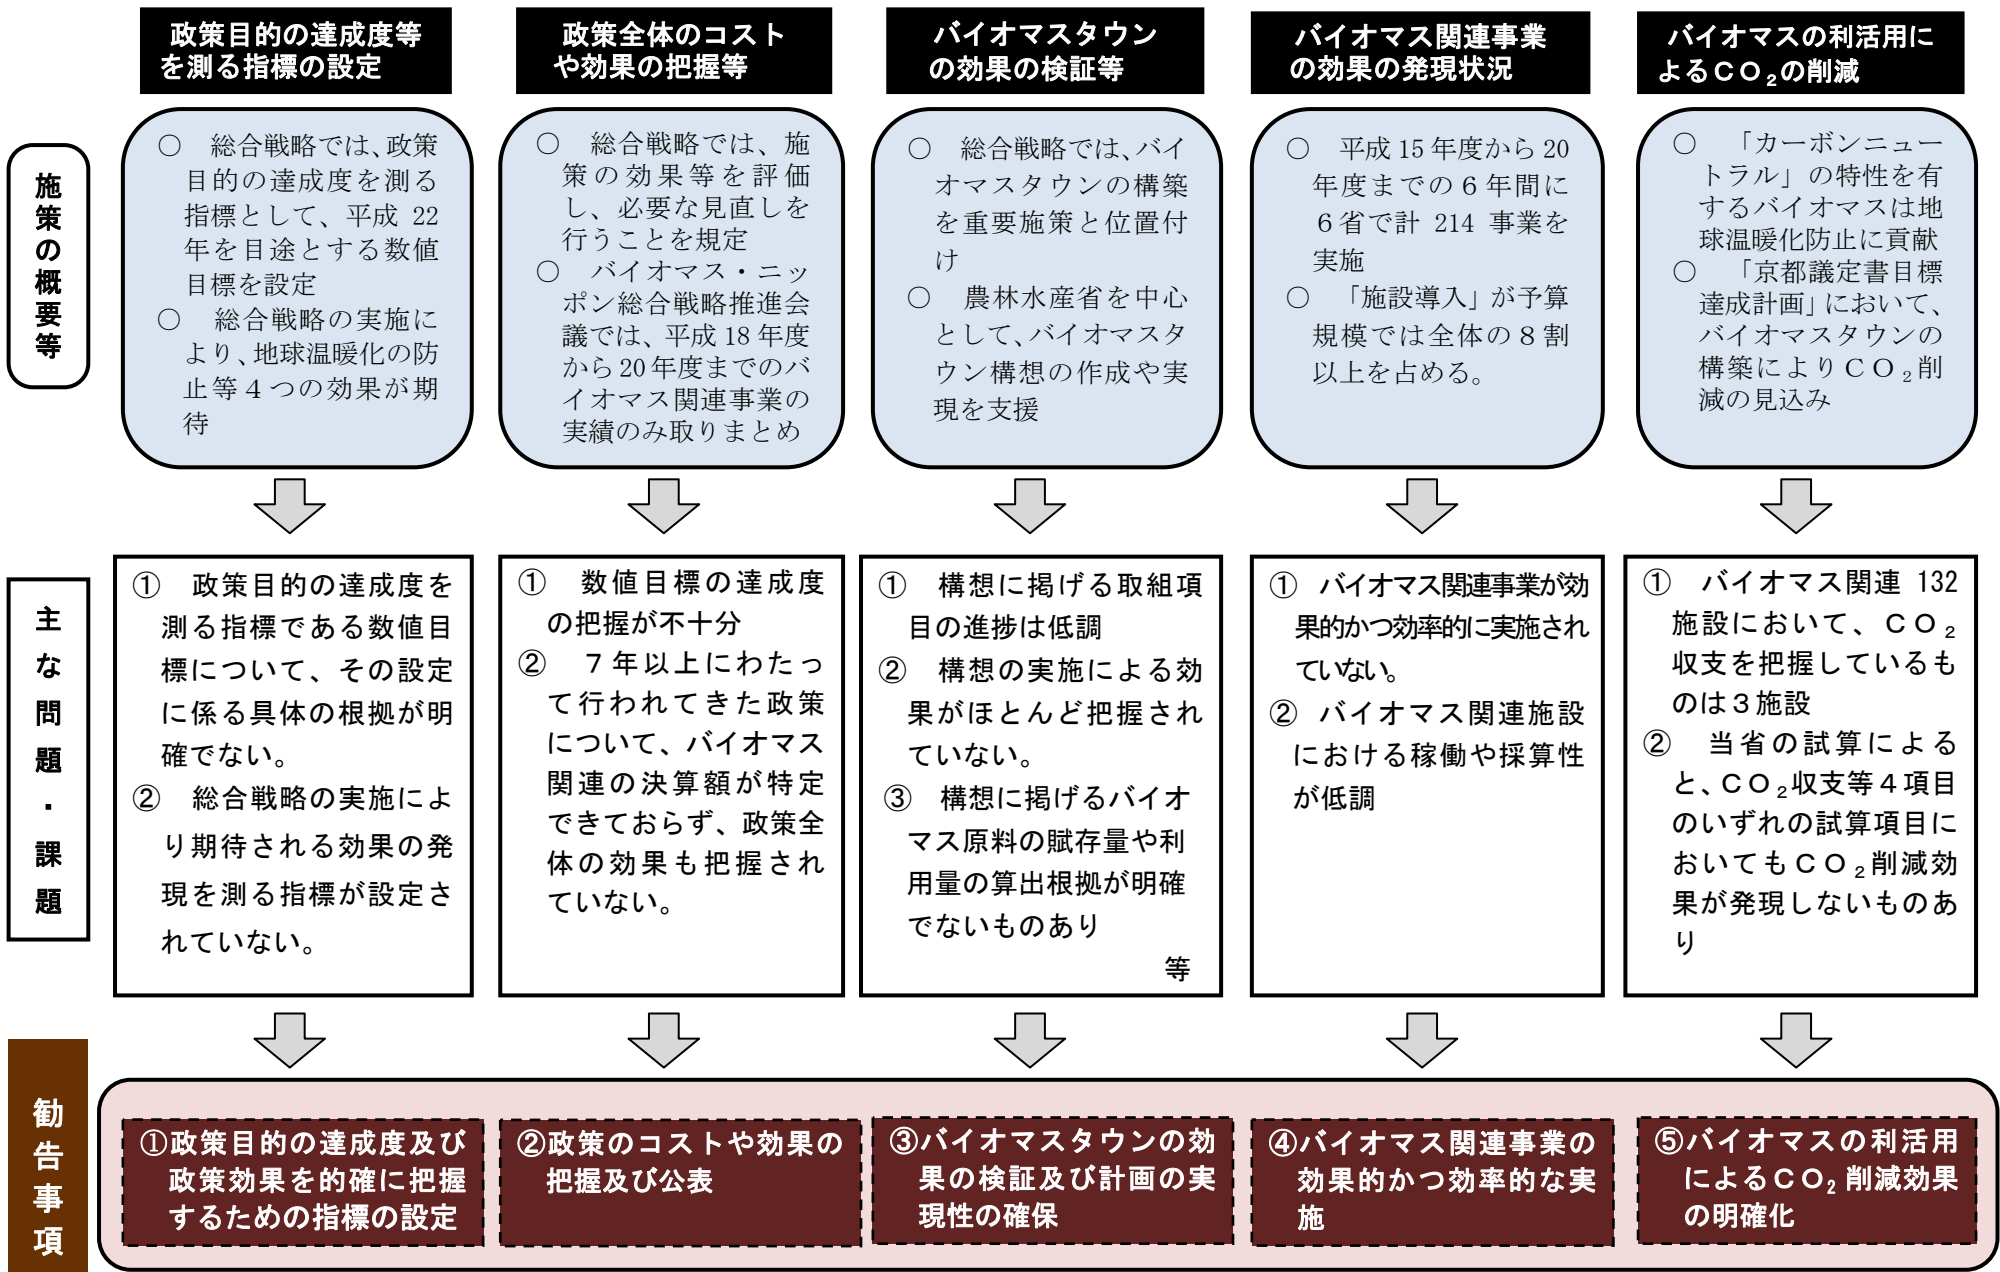 政策目的の達成度等
を測る指標の設定
政策全体のコスト
や効果の把握等
バイオマスタウン
の効果の検証等
バイオマス関連事業
の効果の発現状況
バイオマスの利活用に
よるＣＯ₂の削減
施策の概要等
○　総合戦略では、政策
目的の達成度を測る
指標として、平成 22
年を目途とする数値
目標を設定
○　総合戦略の実施に
より、地球温暖化の防
止等４つの効果が期
待
○　総合戦略では、施
策の効果等を評価
し、必要な見直しを
行うことを規定
○　バイオマス・ニッ
ポン総合戦略推進会
議では、平成 18 年度
から 20 年度までのバ
イオマス関連事業の
実績のみ取りまとめ
○　総合戦略では、バイ
オマスタウンの構築
を重要施策と位置付
け
○　農林水産省を中心
として、バイオマスタ
ウン構想の作成や実
現を支援
○　平成 15 年度から 20
年度までの６年間に
６省で計 214 事業を
実施
○　「施設導入」が予算
規模では全体の８割
以上を占める。
○　「カーボンニュー
トラル」の特性を有
するバイオマスは地
球温暖化防止に貢献
○　「京都議定書目標
達成計画」において、
バイオマスタウンの
構築によりＣＯ₂削
減の見込み
主な問題・課題
①　政策目的の達成度を
測る指標である数値目
標について、その設定
に係る具体の根拠が明
確でない。
②　総合戦略の実施によ
り期待される効果の発
現を測る指標が設定さ
れていない。
①　数値目標の達成度
の把握が不十分
②　７年以上にわたっ
て行われてきた政策
について、バイオマス
関連の決算額が特定
できておらず、政策全
体の効果も把握され
ていない。
①　構想に掲げる取組項
目の進捗は低調
②　構想の実施による効
果がほとんど把握され
ていない。
③　構想に掲げるバイオ
マス原料の賦存量や利
用量の算出根拠が明確
でないものあり
等
①　バイオマス関連事業が効
果的かつ効率的に実施され
ていない。
②　バイオマス関連施設
における稼働や採算性
が低調
①　バイオマス関連 132
施設において、ＣＯ₂
収支を把握しているも
のは３施設
②　当省の試算による
と、ＣＯ₂収支等４項目
のいずれの試算項目に
おいてもＣＯ₂削減効
果が発現しないものあ
り
勧告事項
①政策目的の達成度及び
政策効果を的確に把握
するための指標の設定
②政策のコストや効果の
把握及び公表
③バイオマスタウンの効
果の検証及び計画の実
現性の確保
④バイオマス関連事業の
効果的かつ効率的な実
施
⑤バイオマスの利活用
によるＣＯ₂ 削減効果
の明確化